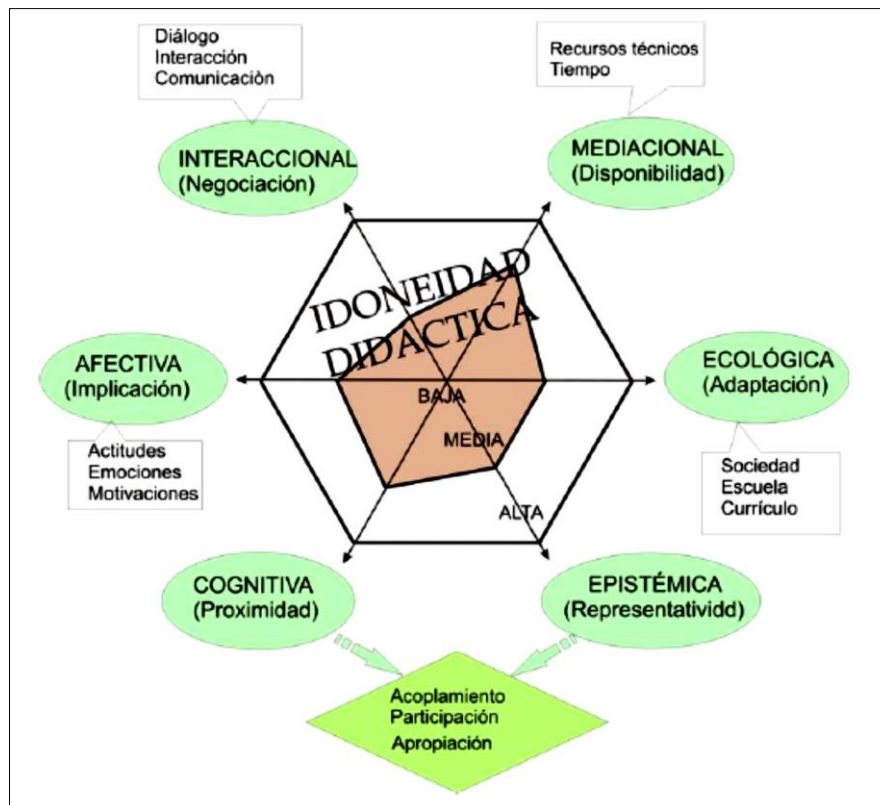 Diálogo
Interacción
Comunicaciòn
Recursos técnicos
Tiempo
INTERACCIONAL
(Negociación)
MEDIACIONAL
(Disponibilidad)
IDONEIDAD
DIDACTICA
AFECTIVA
(Implicación)
ECOLÓGICA
(Adaptación)
BAJA
MEDIA
ALTA
Actitudes
Emociones
Motivaciones
Sociedad
Escuela
Currículo
COGNITIVA
(Proximidad)
EPISTÉMICA
(Representatividd)
Acoplamiento
Participación
Apropiación